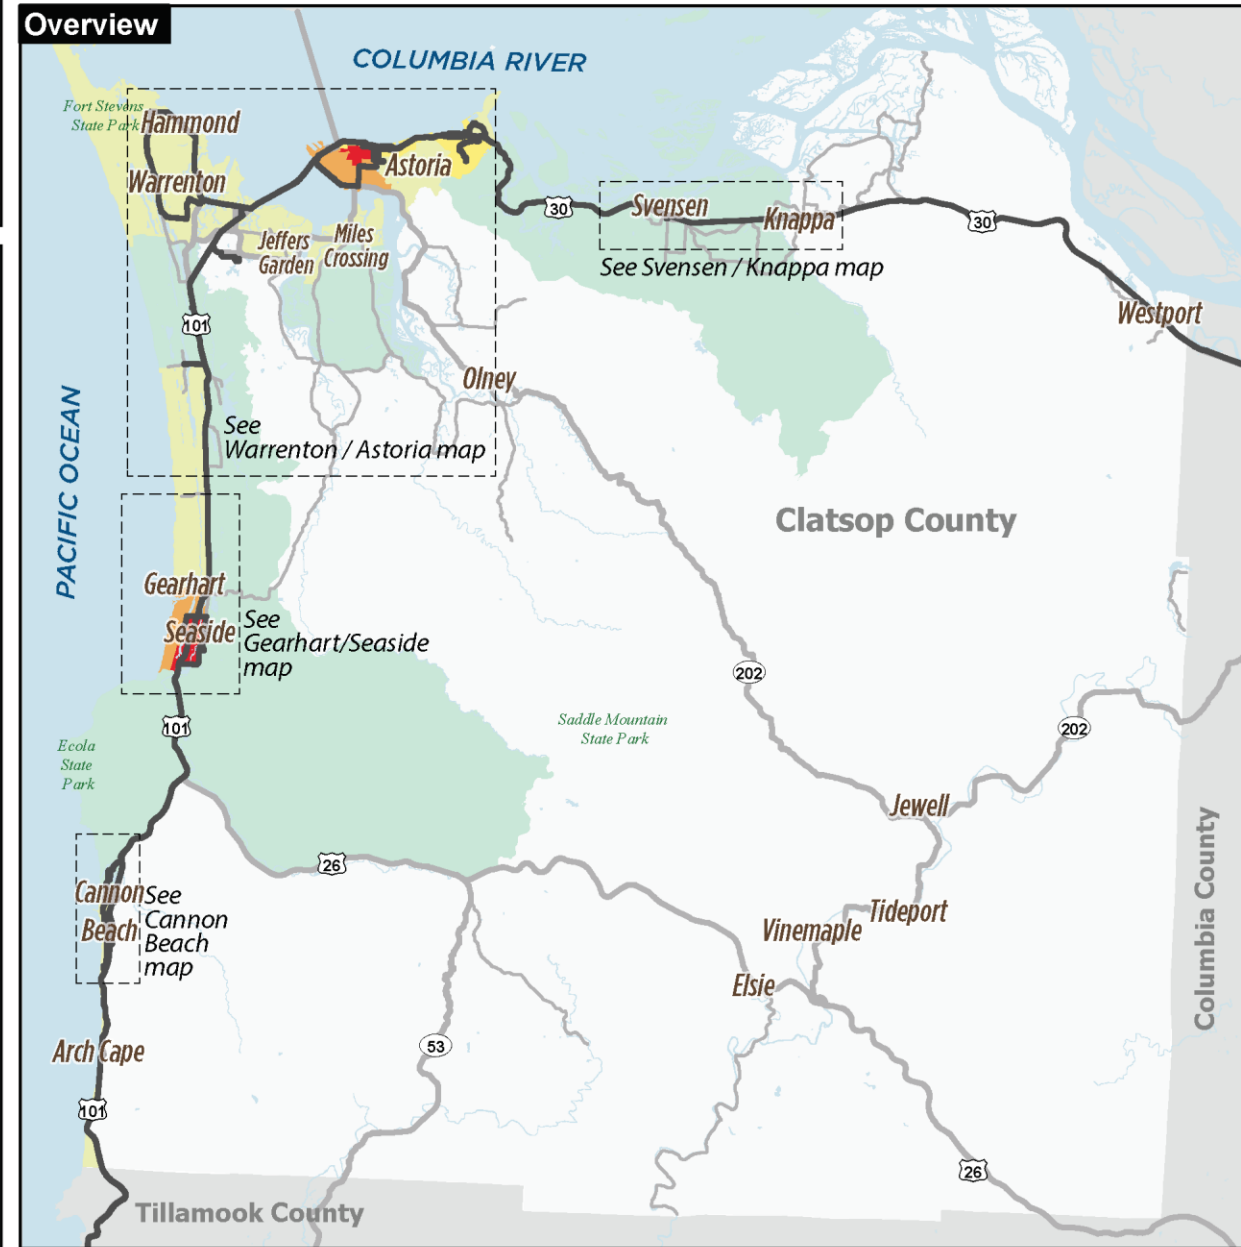 Overview
COLUMBIA RIVER
Fort Stevens
State Park
Hammond
Astoria
Warrenton
30
Svensen
Knappa
30
Jeffers
Garden
Miles
Crossing
See Svensen / Knappa map
Westport
101
Olney
See
Warrenton / Astoria map
PACIFIC OCEAN
Clatsop County
Gearhart
Seaside
See
Gearhart/Seaside
map
202
101
Saddle Mountain
State Park
202
Ecola
State
Park
Jewell
26
Cannon
Beach
See
Cannon
Beach
map
Tideport
Vinemaple
Columbia County
Elsie
53
Arch Cape
101
26
Tillamook County